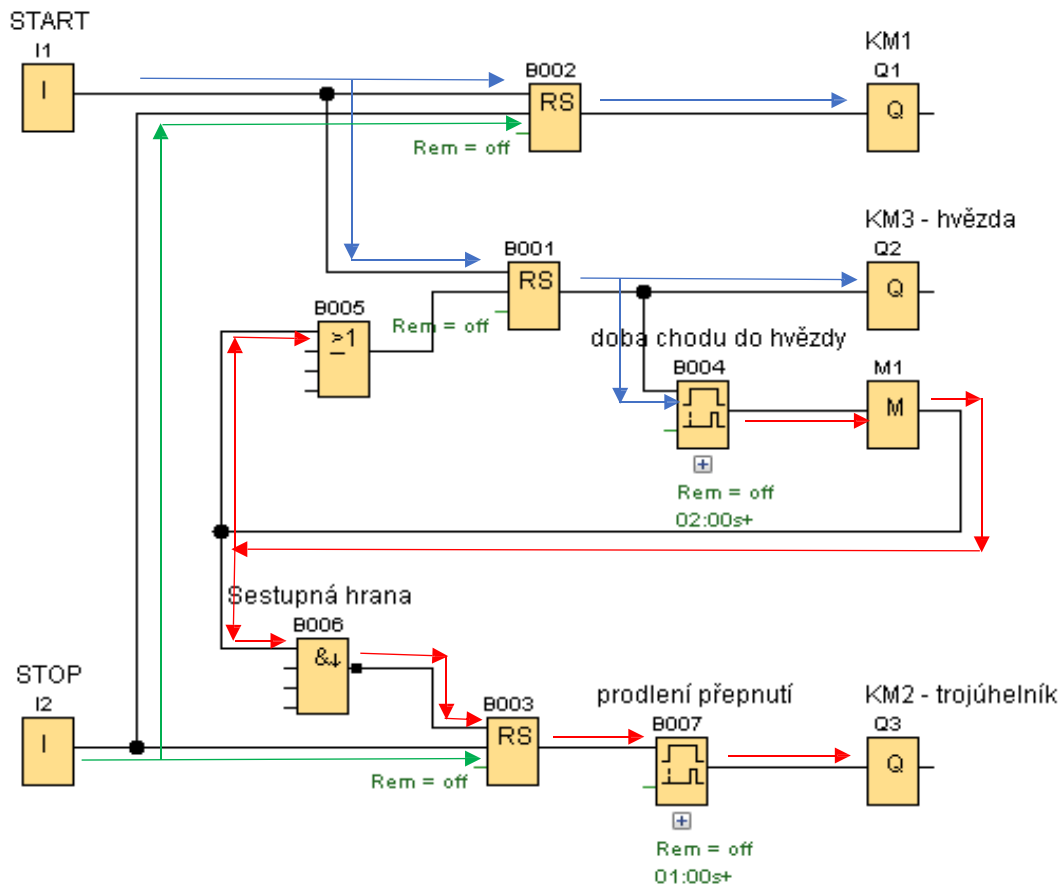 START
I1
I
B002
RS
Rem = off
KM1
Q1
Q
B001
RS
Rem = off
KM3 - hvězda
Q2
Q
B005
>1
doba chodu do hvězdy
B004
Rem = off
02:00s+
M1
M
Sestupná hrana
B006
&↓
STOP
I2
I
B003
RS
Rem = off
prodlení přepnutí
B007
Rem = off
01:00s+
KM2 - trojúhelník
Q3
Q